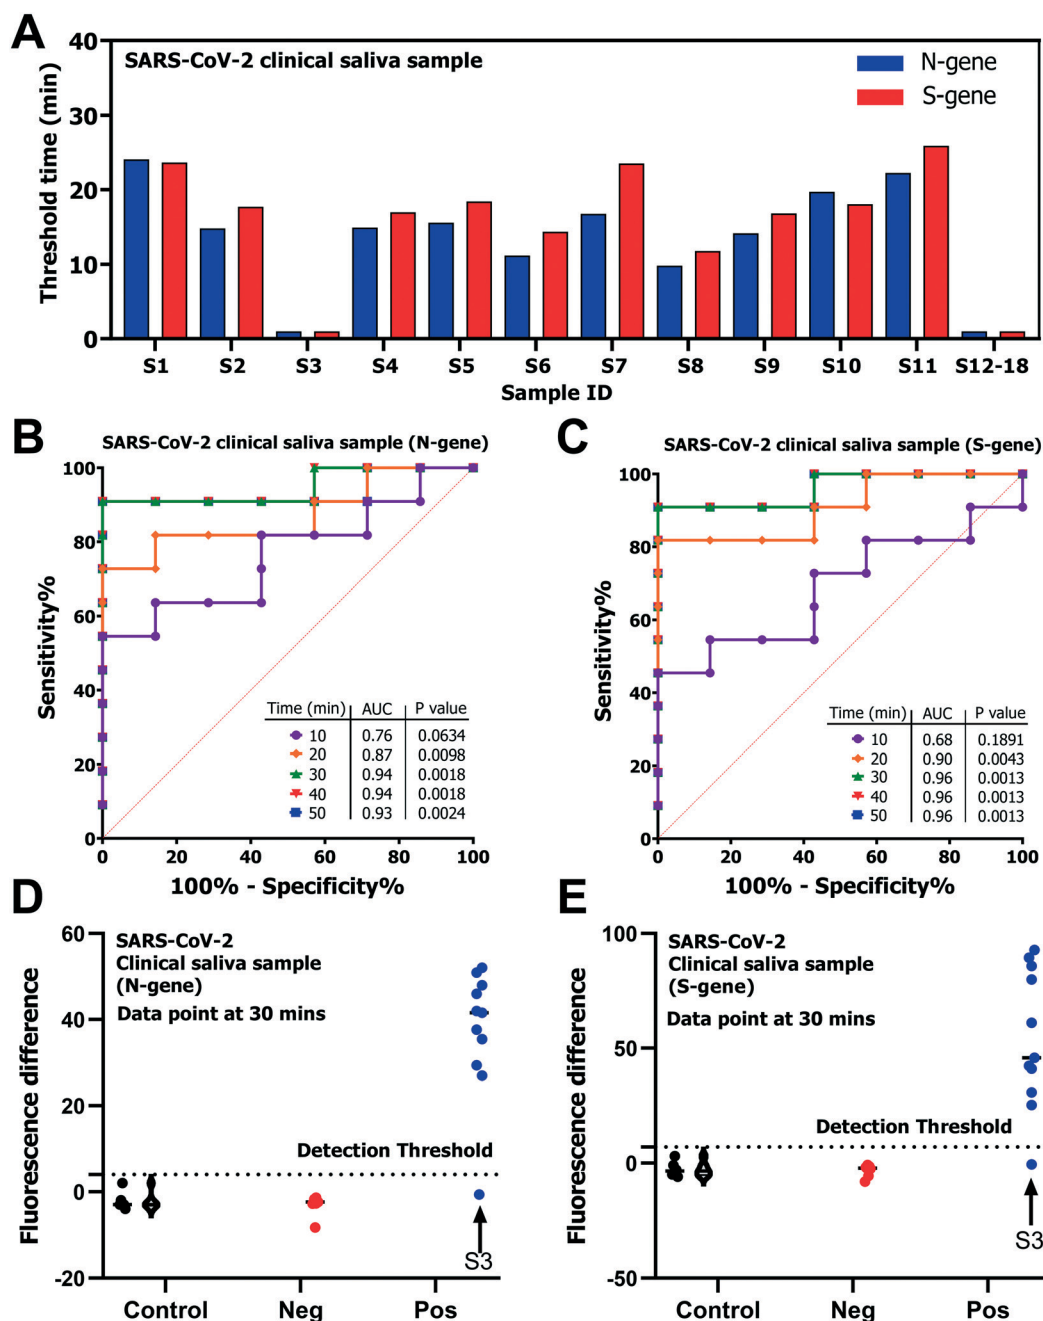 A
SARS-CoV-2 clinical saliva sample
N-gene
S-gene
Threshold time (min)
40
30
20
10
0
S1 S2 S3 S4 S5 S6 S7 S8 S9 S10 S11 S12-18
Sample ID
B
SARS-CoV-2 clinical saliva sample (N-gene)
Sensitivity%
100
80
60
40
20
0
Time (min) AUC P value
10 0.76 0.0634
20 0.87 0.0098
30 0.94 0.0018
40 0.94 0.0018
50 0.93 0.0024
0 20 40 60 80 100
100% - Specificity%
C
SARS-CoV-2 clinical saliva sample (S-gene)
Sensitivity%
100
80
60
40
20
0
Time (min) AUC P value
10 0.68 0.1891
20 0.90 0.0043
30 0.96 0.0013
40 0.96 0.0013
50 0.96 0.0013
0 20 40 60 80 100
100% - Specificity%
D
SARS-CoV-2
Clinical saliva sample
(N-gene)
Data point at 30 mins
Fluorescence difference
60
40
20
0
-20
Detection Threshold
S3
Control Neg Pos
E
SARS-CoV-2
Clinical saliva sample
(S-gene)
Data point at 30 mins
Fluorescence difference
100
50
0
-50
Detection Threshold
S3
Control Neg Pos